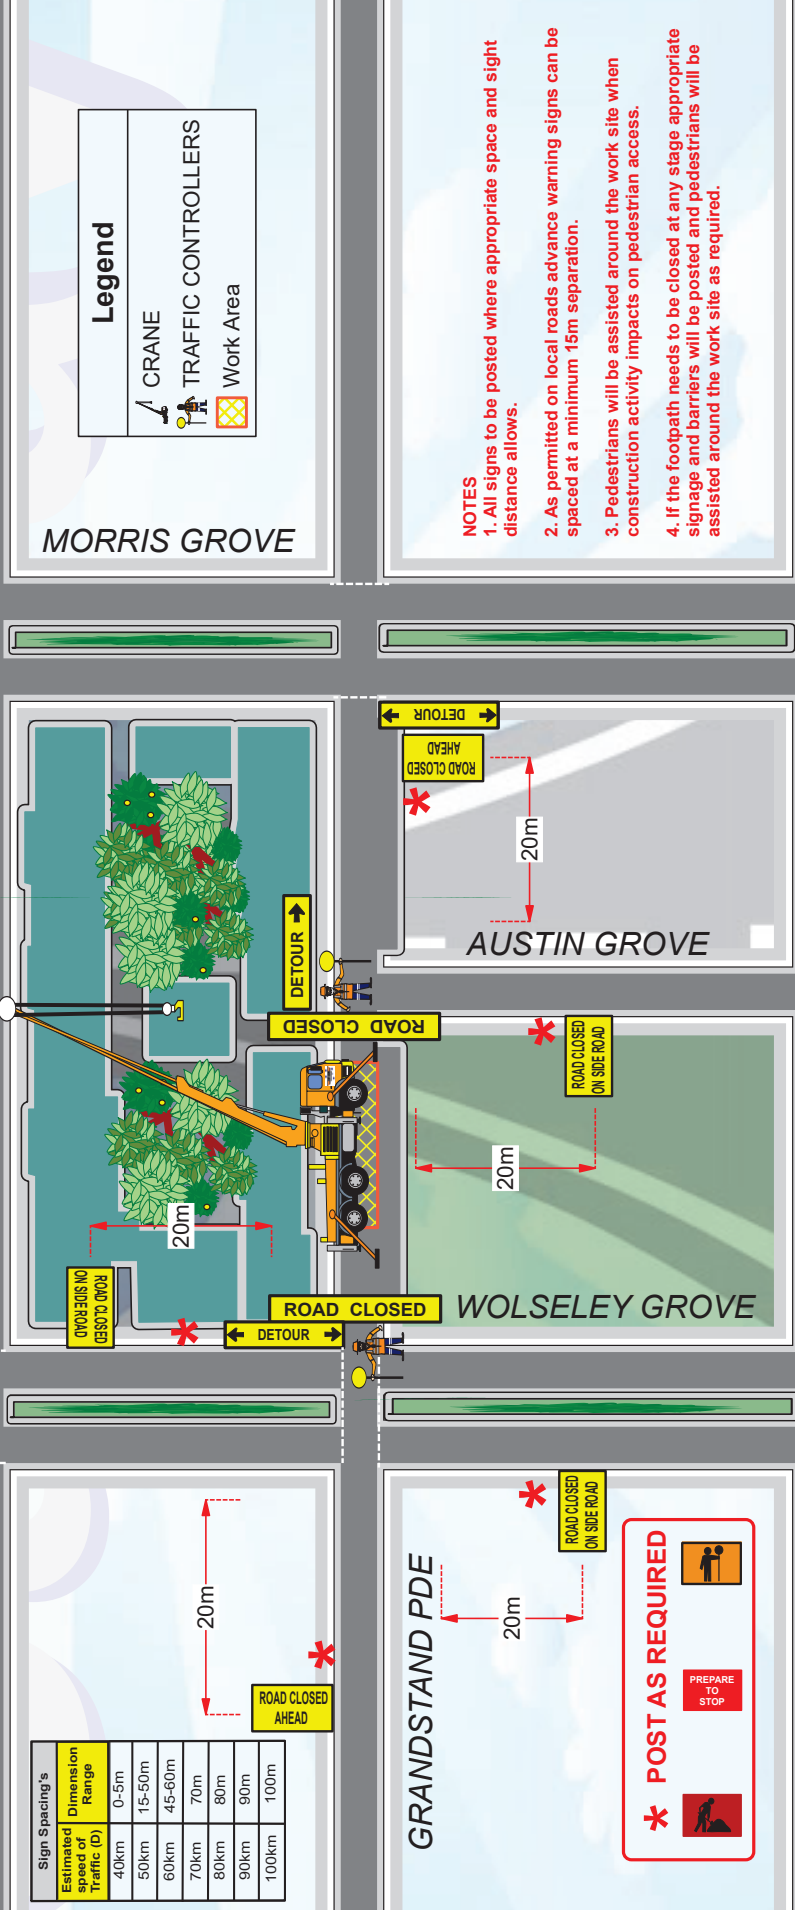 Sign Spacing's
Estimated speed of Traffic (D) Dimension Range
40km 0-5m
50km 15-50m
60km 45-60m
70km 70m
80km 80m
90km 90m
100km 100m
ROAD CLOSED
AHEAD
20m
ROAD CLOSED
ON SIDE ROAD
20m
DETOUR
ROAD CLOSED
DETOUR
ROAD CLOSED
MORRIS GROVE
Legend
CRANE
TRAFFIC CONTROLLERS
Work Area
GRANDSTAND PDE
20m
ROAD CLOSED
ON SIDE ROAD
* POST AS REQUIRED
PREPARE
TO
STOP
WOLSELEY GROVE
20m
ROAD CLOSED
ON SIDE ROAD
AUSTIN GROVE
20m
ROAD CLOSED
AHEAD
DETOUR
NOTES
1. All signs to be posted where appropriate space and sight
distance allows.
2. As permitted on local roads advance warning signs can be
spaced at a minimum 15m separation.
3. Pedestrians will be assisted around the work site when
construction activity impacts on pedestrian access.
4. If the footpath needs to be closed at any stage appropriate
signage and barriers will be posted and pedestrians will be
assisted around the work site as required.